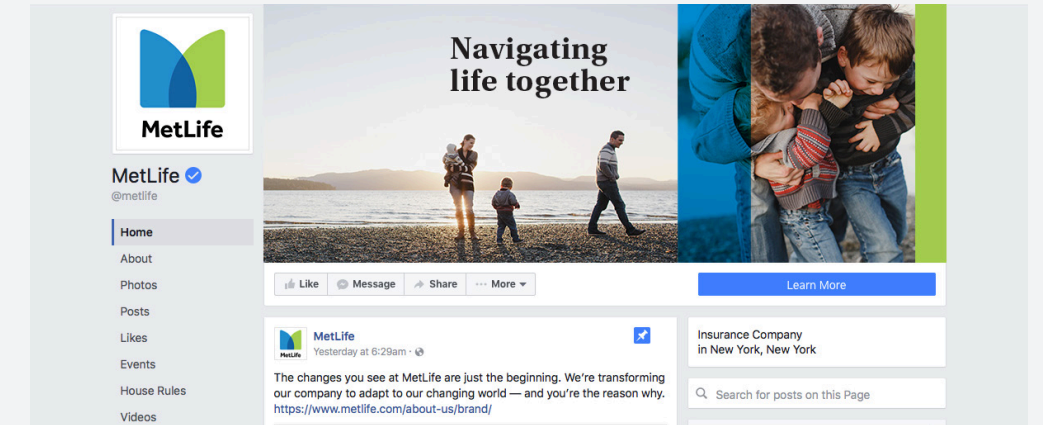 MetLife
MetLife
@metlife
Home
About
Photos
Posts
Likes
Events
House Rules
Videos
Navigating
life together
Like
Message
Share
More
Learn More
MetLife
MetLife
Yesterday at 6:29am ·
The changes you see at MetLife are just the beginning. We're transforming
our company to adapt to our changing world — and you're the reason why.
https://www.metlife.com/about-us/brand/
Insurance Company
in New York, New York
Search for posts on this Page